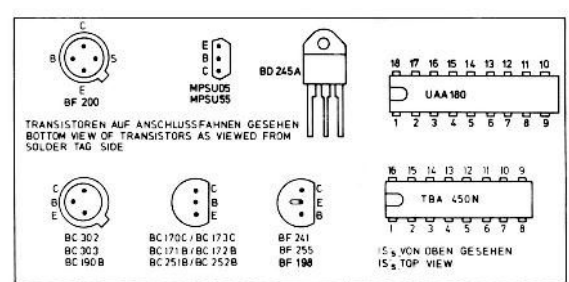 C
B S
E
BF 200
E
B
C
MPSU05
MPSU55
BD 245A
18 17 16 15 14 13 12 11 10
UAA180
1 2 3 4 5 6 7 8 9
TRANSISTOREN AUF ANSCHLUSSFAHNEN GESEHEN
BOTTOM VIEW OF TRANSISTORS AS VIEWED FROM
SOLDER TAG SIDE
C
B
E
BC 302
BC 303
BC 190B
C
B
E
BC 170C / BC 173C
BC 171 B / BC 172 B
BC 251 B / BC 252B
C
E
B
BF 241
BF 255
BF 198
16 15 14 13 12 11 10 9
TBA 450N
1 2 3 4 5 6 7 8
IS's VON OBEN GESEHEN
IS's TOP VIEW